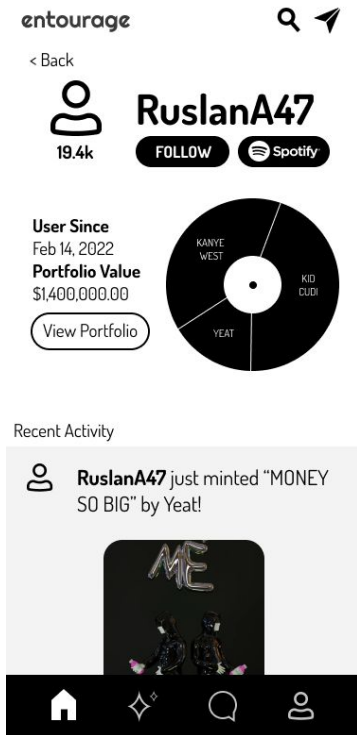 entourage
< Back
RuslanA47
19.4k
FOLLOW
Spotify
User Since
Feb 14, 2022
Portfolio Value
$1,400,000.00
View Portfolio
KANYE
WEST
KID
CUDI
YEAT
Recent Activity
RuslanA47 just minted “MONEY
SO BIG” by Yeat!
ME